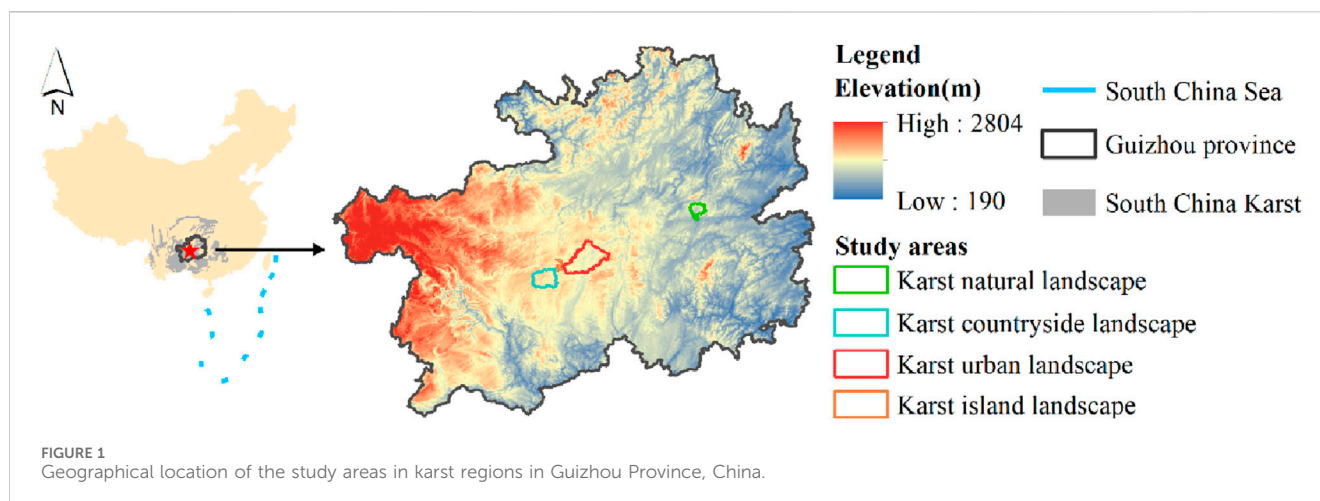 N
Legend
Elevation(m)
High : 2804
Low : 190
South China Sea
Guizhou province
South China Karst
Study areas
Karst natural landscape
Karst countryside landscape
Karst urban landscape
Karst island landscape
FIGURE 1
Geographical location of the study areas in karst regions in Guizhou Province, China.